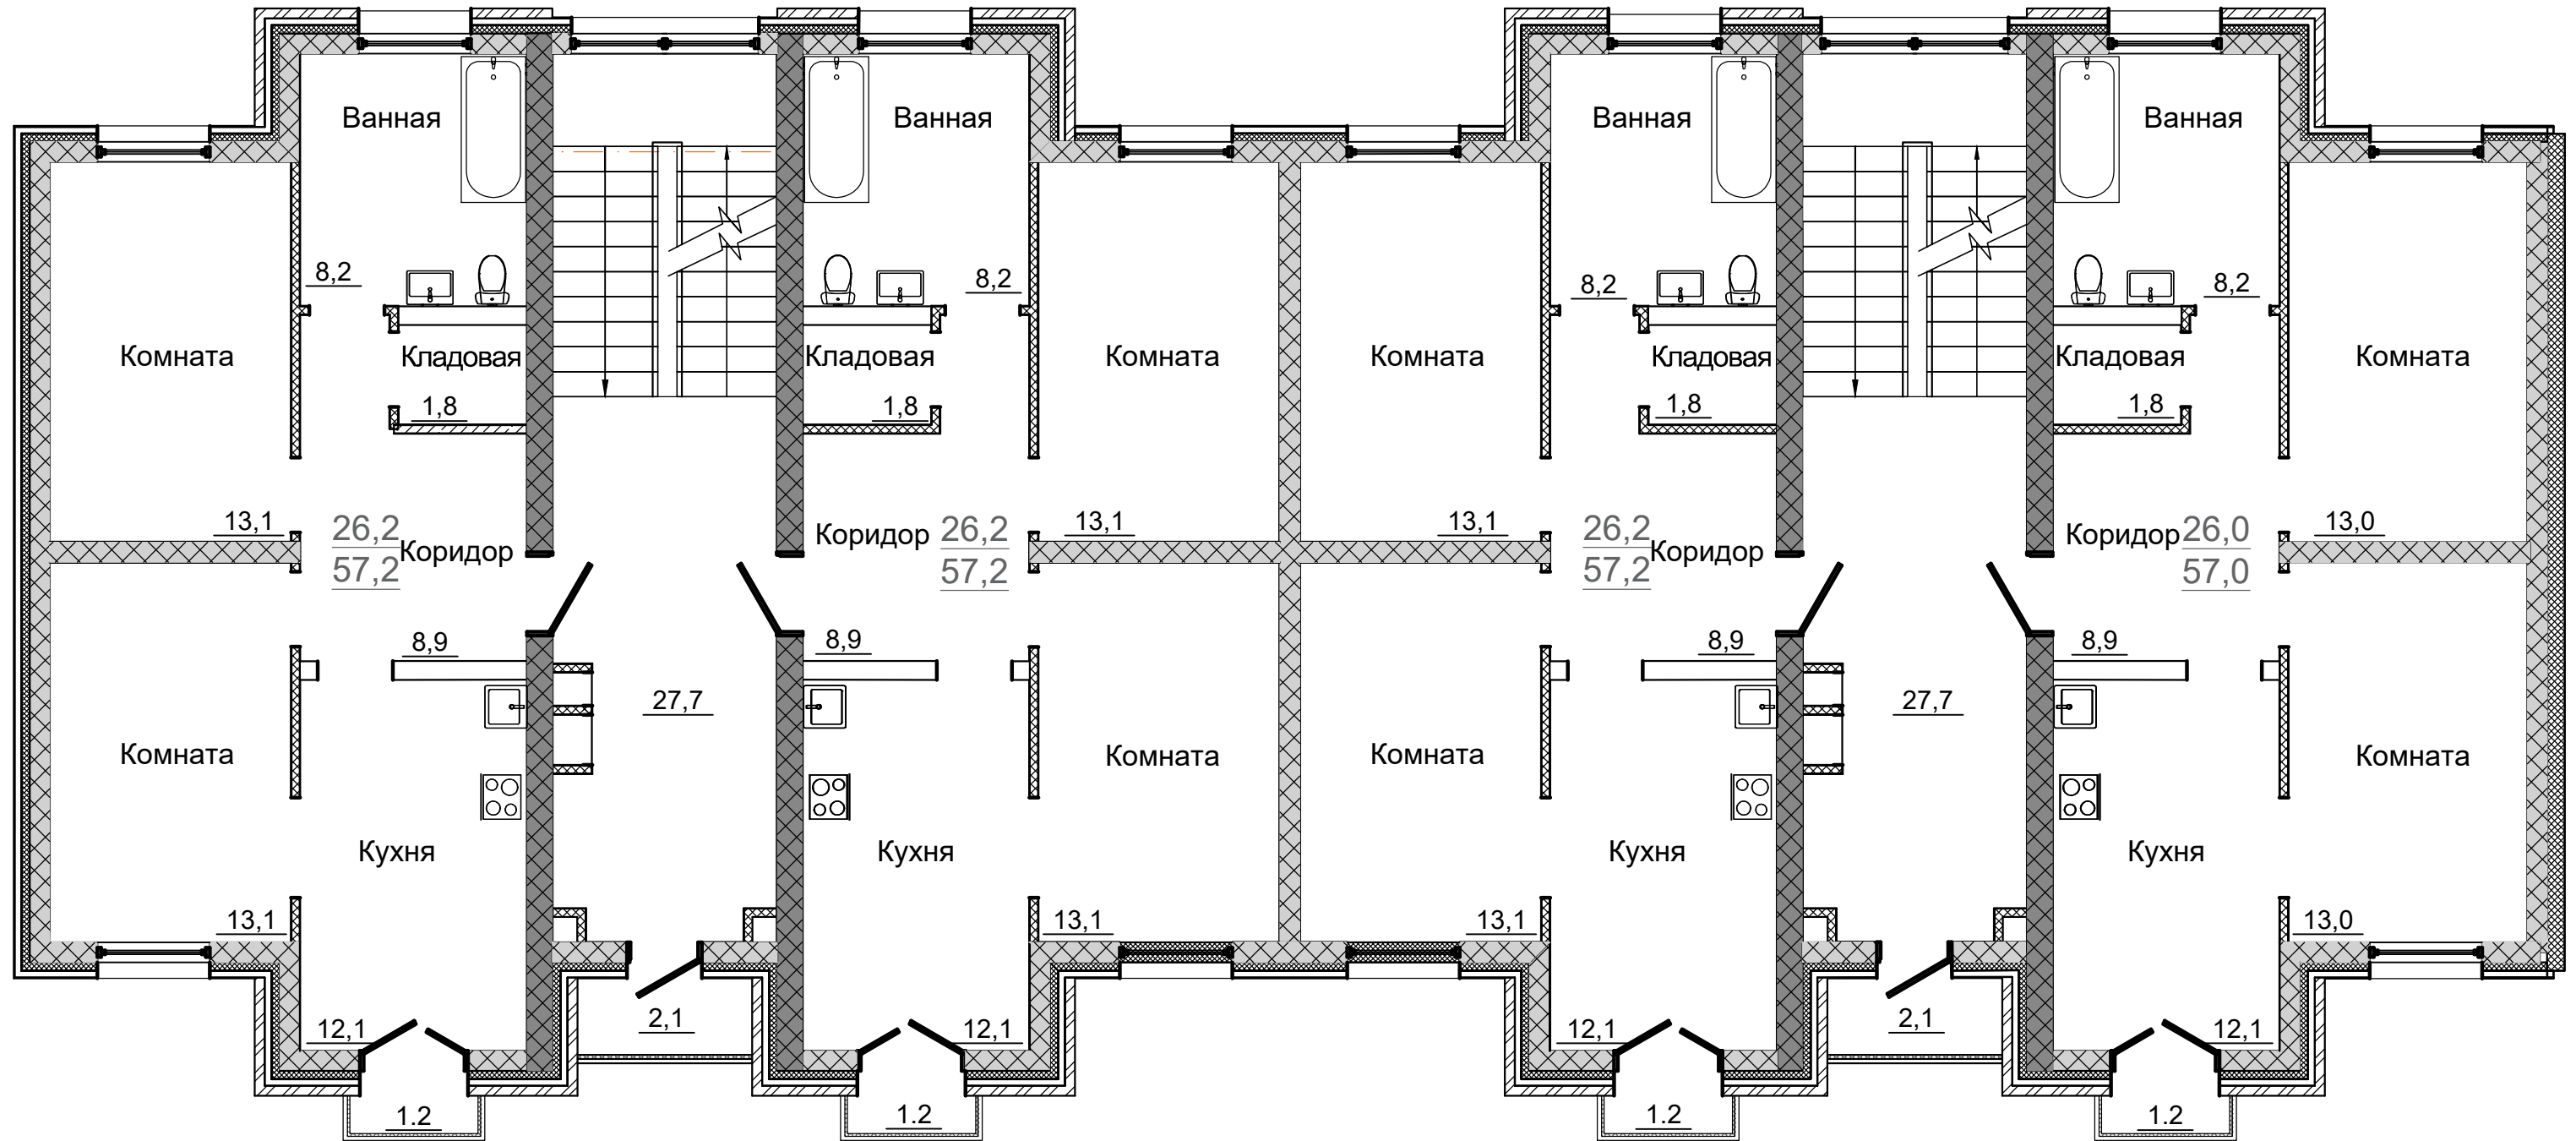 Ванная
Ванная
Ванная
Ванная
8,2
8,2
8,2
8,2
Комната
Кладовая
Кладовая
Комната
Комната
Кладовая
Кладовая
Комната
1,8
1,8
1,8
1,8
13,1
26,2
57,2
Коридор
Коридор
26,2
57,2
13,1
13,1
26,2
57,2
Коридор
Коридор
26,0
57,0
13,0
8,9
8,9
8,9
8,9
27,7
27,7
Комната
Комната
Комната
Комната
Кухня
Кухня
Кухня
Кухня
13,1
13,1
13,1
13,0
12,1
2,1
12,1
12,1
2,1
12,1
1.2
1.2
1.2
1.2